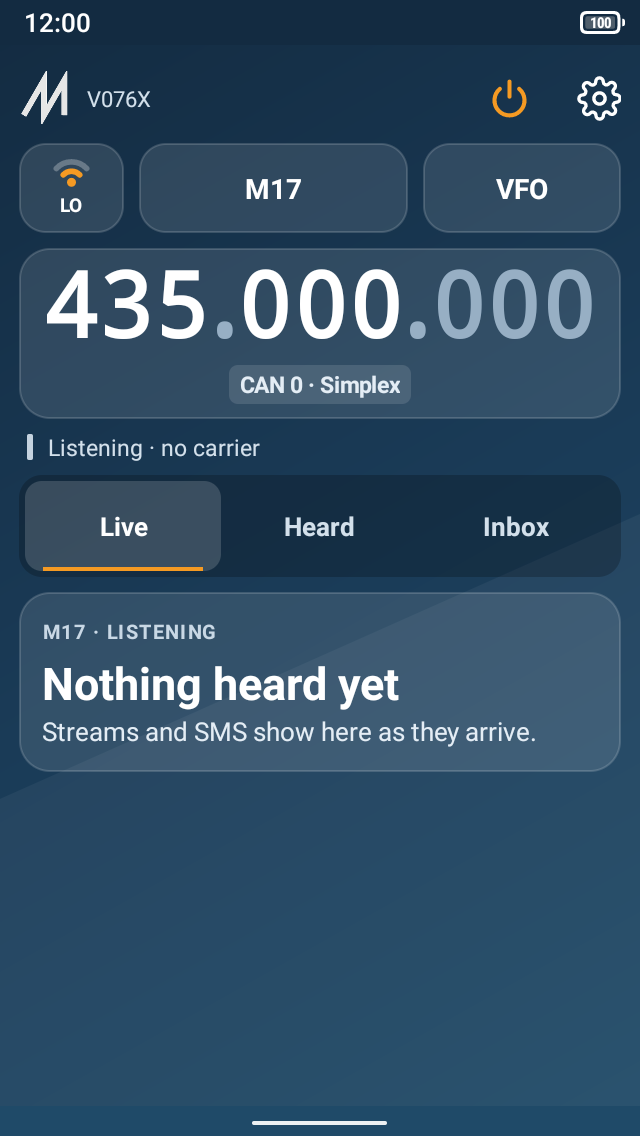 12:00
100
V076X
LO
M17
VFO
435.000.000
CAN 0 · Simplex
Listening · no carrier
Live
Heard
Inbox
M17 · LISTENING
Nothing heard yet
Streams and SMS show here as they arrive.